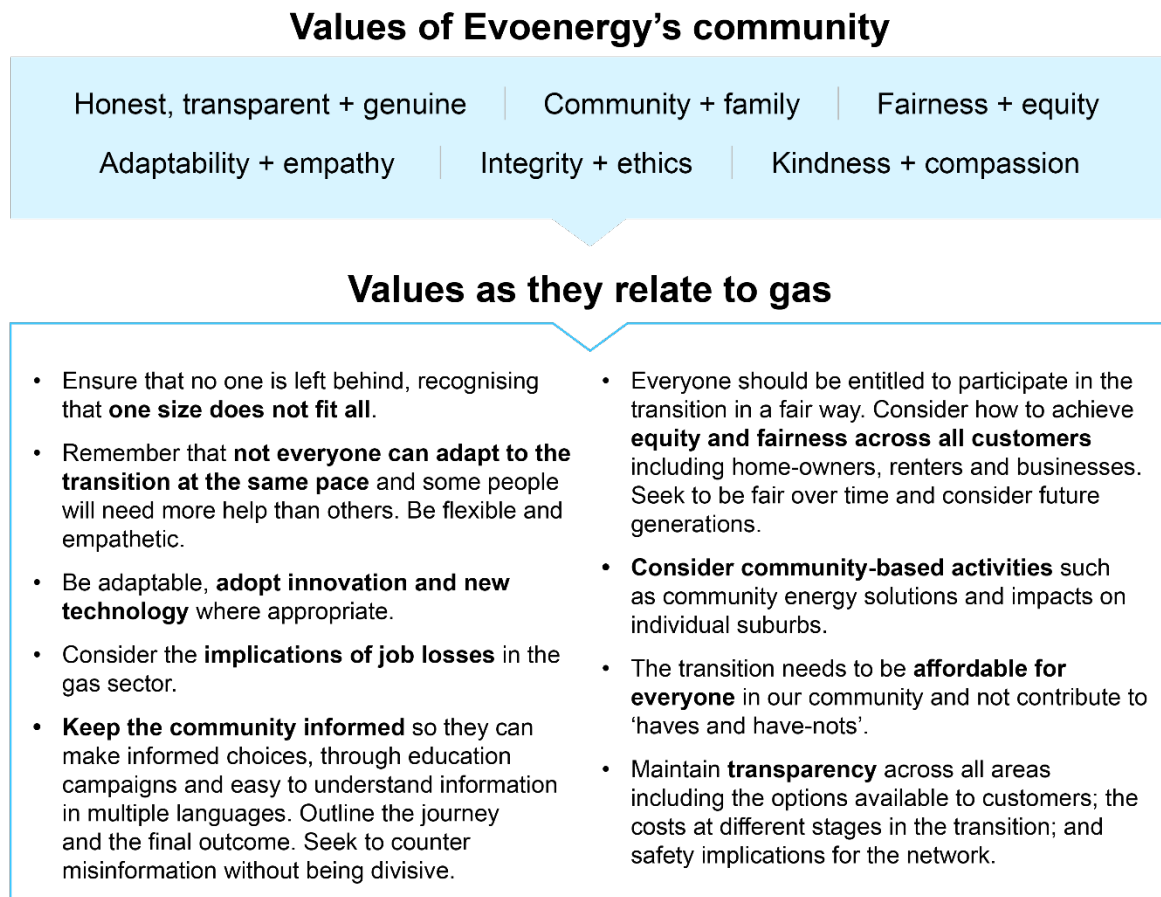 Values of Evoenergy's community
Honest, transparent + genuine
Community + family
Fairness + equity
Adaptability + empathy
Integrity + ethics
Kindness + compassion
Values as they relate to gas
• Ensure that no one is left behind, recognising
that one size does not fit all.
• Remember that not everyone can adapt to the
transition at the same pace and some people
will need more help than others. Be flexible and
empathetic.
• Be adaptable, adopt innovation and new
technology where appropriate.
• Consider the implications of job losses in the
gas sector.
• Keep the community informed so they can
make informed choices, through education
campaigns and easy to understand information
in multiple languages. Outline the journey
and the final outcome. Seek to counter
misinformation without being divisive.
• Everyone should be entitled to participate in the
transition in a fair way. Consider how to achieve
equity and fairness across all customers
including home-owners, renters and businesses.
Seek to be fair over time and consider future
generations.
• Consider community-based activities such
as community energy solutions and impacts on
individual suburbs.
• The transition needs to be affordable for
everyone in our community and not contribute to
‘haves and have-nots’.
• Maintain transparency across all areas
including the options available to customers; the
costs at different stages in the transition; and
safety implications for the network.